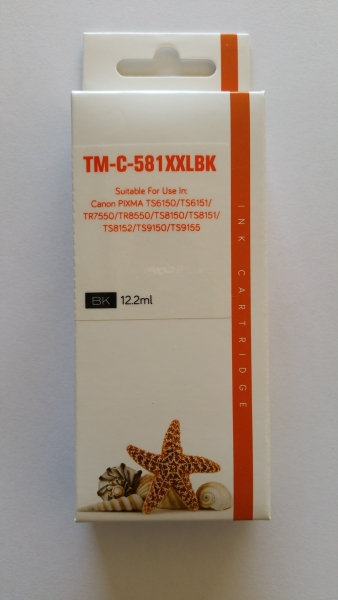 TM-C-581XXLBK
Suitable For Use In:
Canon PIXMA TS6150/TS6151/
TR7550/TR8550/TS8150/TS8151/
TS8152/TS9150/TS9155
BK 12.2ml
INK CARTRIDGE